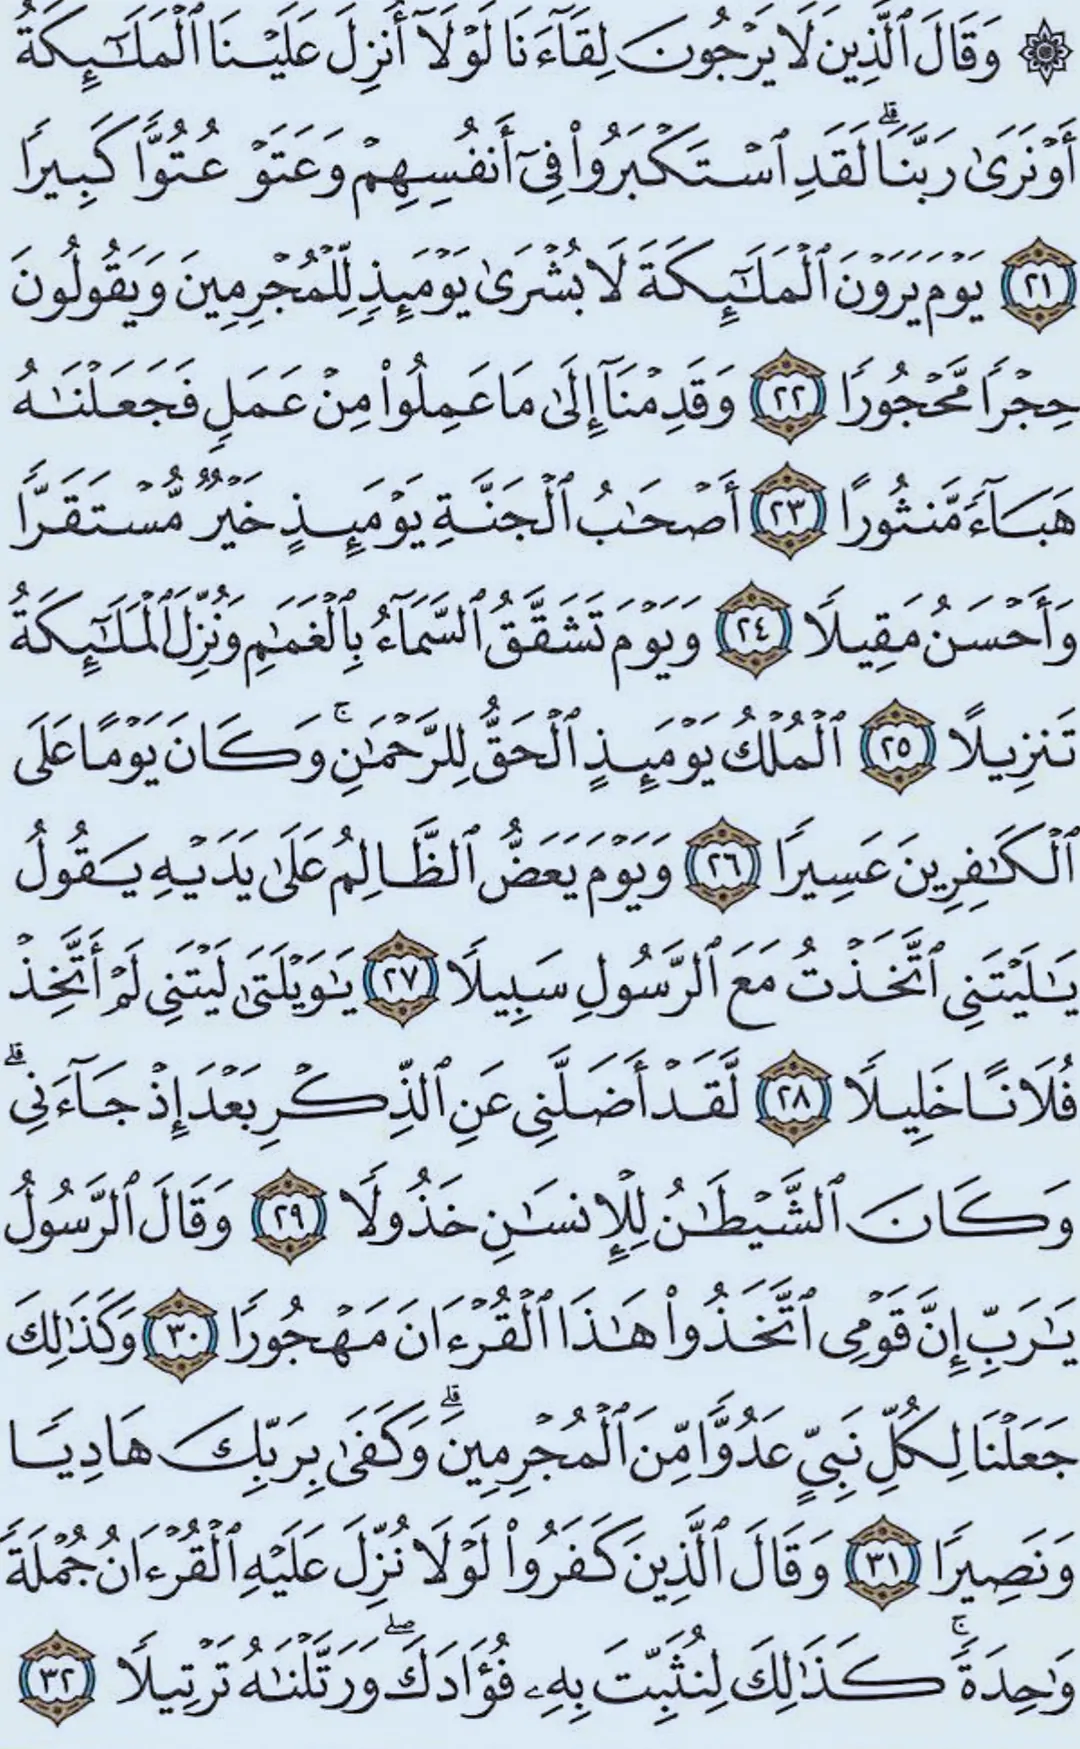 ۞ وَقَالَ ٱلَّذِينَ لَا يَرْجُونَ لِقَآءَنَا لَوْلَآ أُنزِلَ عَلَيْنَا ٱلْمَلَـٰٓئِكَةُ
أَوْ نَرَىٰ رَبَّنَا ۗ لَقَدِ ٱسْتَكْبَرُوا۟ فِىٓ أَنفُسِهِمْ وَعَتَوْ عُتُوًّا كَبِيرًا
٢١ يَوْمَ يَرَوْنَ ٱلْمَلَـٰٓئِكَةَ لَا بُشْرَىٰ يَوْمَئِذٍ لِّلْمُجْرِمِينَ وَيَقُولُونَ
حِجْرًا مَّحْجُورًا ٢٢ وَقَدِمْنَآ إِلَىٰ مَا عَمِلُوا۟ مِنْ عَمَلٍ فَجَعَلْنَـٰهُ
هَبَآءً مَّنثُورًا ٢٣ أَصْحَـٰبُ ٱلْجَنَّةِ يَوْمَئِذٍ خَيْرٌ مُّسْتَقَرًّا
وَأَحْسَنُ مَقِيلًا ٢٤ وَيَوْمَ تَشَقَّقُ ٱلسَّمَآءُ بِٱلْغَمَـٰمِ وَنُزِّلَ ٱلْمَلَـٰٓئِكَةُ
تَنزِيلًا ٢٥ ٱلْمُلْكُ يَوْمَئِذٍ ٱلْحَقُّ لِلرَّحْمَـٰنِ ۚ وَكَانَ يَوْمًا عَلَى
ٱلْكَـٰفِرِينَ عَسِيرًا ٢٦ وَيَوْمَ يَعَضُّ ٱلظَّالِمُ عَلَىٰ يَدَيْهِ يَقُولُ
يَـٰلَيْتَنِى ٱتَّخَذْتُ مَعَ ٱلرَّسُولِ سَبِيلًا ٢٧ يَـٰوَيْلَتَىٰ لَيْتَنِى لَمْ أَتَّخِذْ
فُلَانًا خَلِيلًا ٢٨ لَّقَدْ أَضَلَّنِى عَنِ ٱلذِّكْرِ بَعْدَ إِذْ جَآءَنِى ۗ
وَكَانَ ٱلشَّيْطَـٰنُ لِلْإِنسَـٰنِ خَذُولًا ٢٩ وَقَالَ ٱلرَّسُولُ
يَـٰرَبِّ إِنَّ قَوْمِى ٱتَّخَذُوا۟ هَـٰذَا ٱلْقُرْءَانَ مَهْجُورًا ٣٠ وَكَذَٰلِكَ
جَعَلْنَا لِكُلِّ نَبِىٍّ عَدُوًّا مِّنَ ٱلْمُجْرِمِينَ ۗ وَكَفَىٰ بِرَبِّكَ هَادِيًا
وَنَصِيرًا ٣١ وَقَالَ ٱلَّذِينَ كَفَرُوا۟ لَوْلَا نُزِّلَ عَلَيْهِ ٱلْقُرْءَانُ جُمْلَةً
وَٰحِدَةً ۚ كَذَٰلِكَ لِنُثَبِّتَ بِهِۦ فُؤَادَكَ ۖ وَرَتَّلْنَـٰهُ تَرْتِيلًا ٣٢